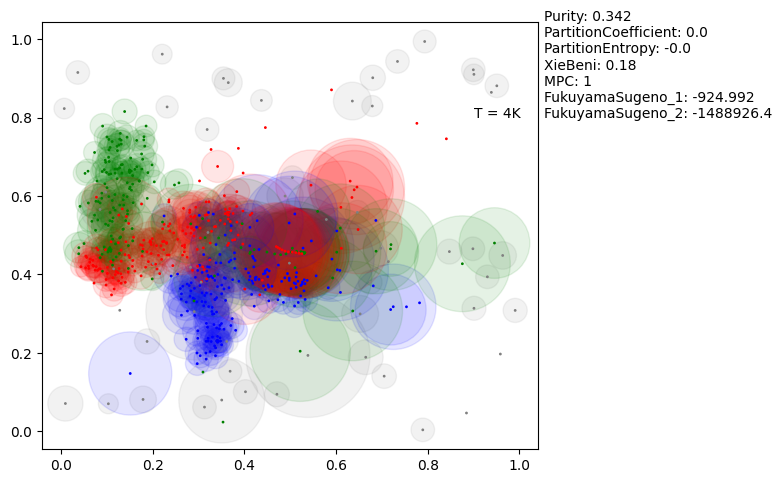 Purity: 0.342
PartitionCoefficient: 0.0
PartitionEntropy: -0.0
XieBeni: 0.18
MPC: 1
FukuyamaSugeno_1: -924.992
FukuyamaSugeno_2: -1488926.4
T = 4K
1.0
0.8
0.6
0.4
0.2
0.0
0.0 0.2 0.4 0.6 0.8 1.0